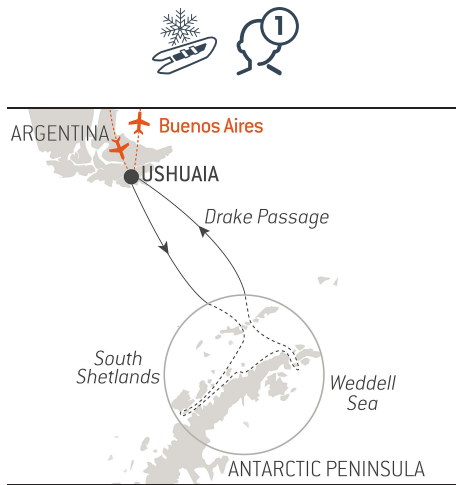 1
Buenos Aires
ARGENTINA
USHUAIA
Drake Passage
South
Shetlands
Weddell
Sea
ANTARCTIC PENINSULA